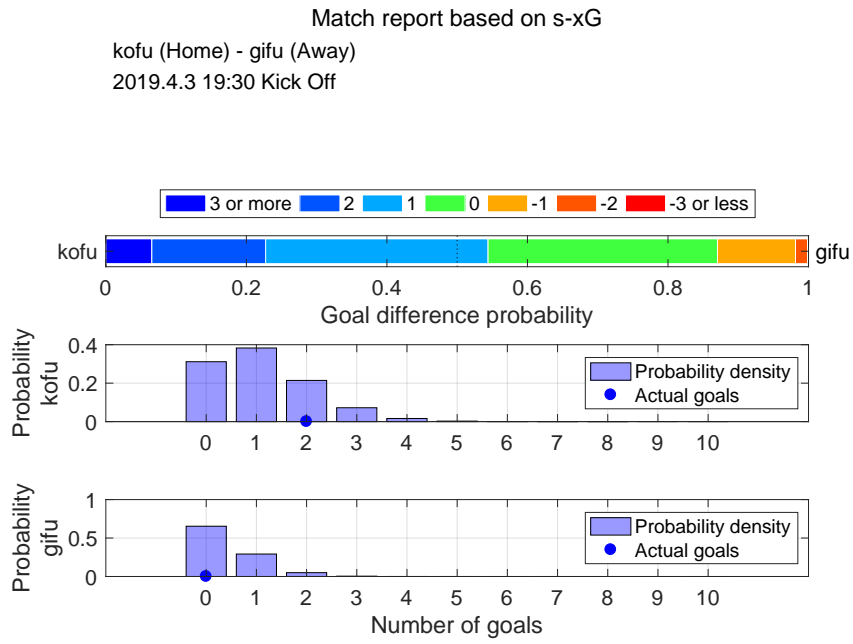 Match report based on s-xG
kofu (Home) - gifu (Away)
2019.4.3 19:30 Kick Off
3 or more 2 1 0 -1 -2 -3 or less
kofu gifu
0 0.2 0.4 0.6 0.8 1
Goal difference probability
Probability
kofu
0.4
0.2
0
Probability density
Actual goals
0 1 2 3 4 5 6 7 8 9 10
Probability
gifu
1
0.5
0
Probability density
Actual goals
0 1 2 3 4 5 6 7 8 9 10
Number of goals